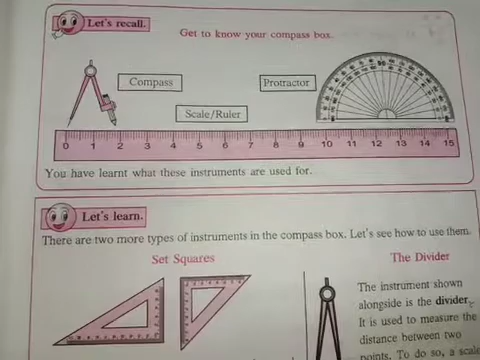 Let's recall.
Get to know your compass box.
Compass
Protractor
Scale/Ruler
0 1 2 3 4 5 6 7 8 9 10 11 12 13 14 15
You have learnt what these instruments are used for.
Let's learn.
There are two more types of instruments in the compass box. Let's see how to use them.
Set Squares
The Divider
The instrument shown
alongside is the divider.
It is used to measure the
distance between two
points. To do so, a scale